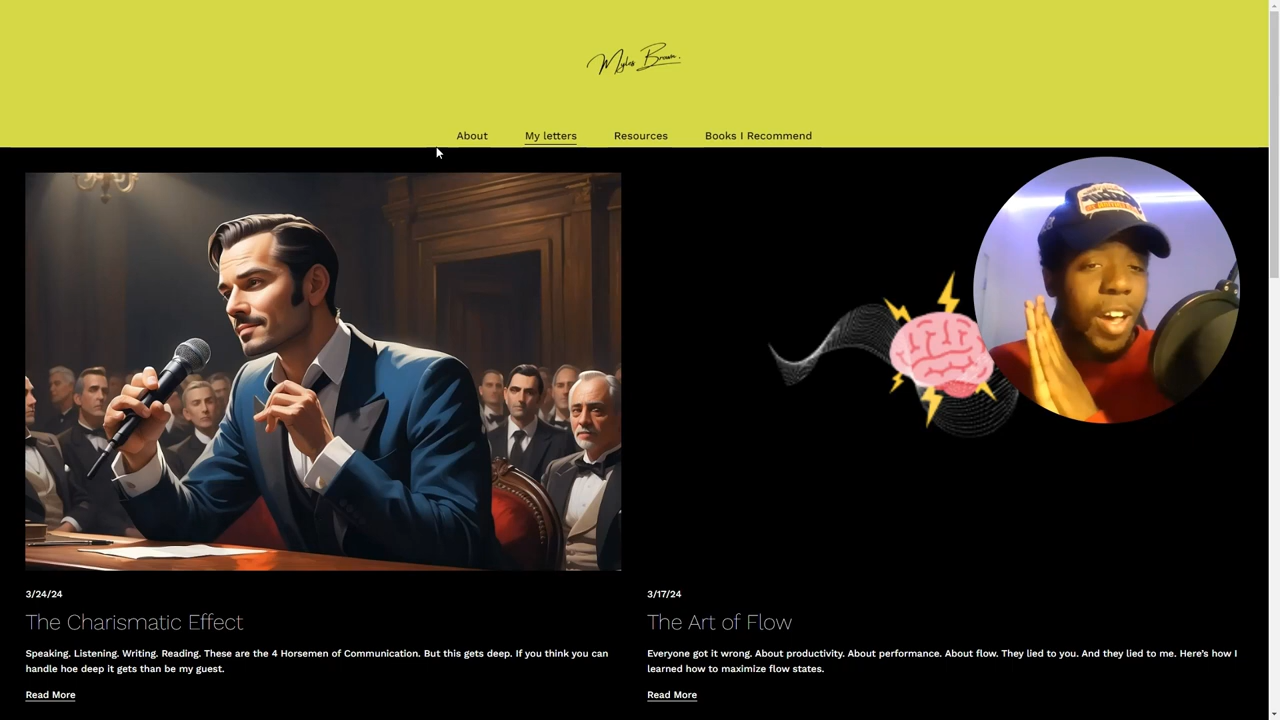 Myles Brown.
About
My letters
Resources
Books I Recommend
3/24/24
The Charismatic Effect
Speaking. Listening. Writing. Reading. These are the 4 Horsemen of Communication. But this gets deep. If you think you can
handle hoe deep it gets than be my guest.
Read More
3/17/24
The Art of Flow
Everyone got it wrong. About productivity. About performance. About flow. They lied to you. And they lied to me. Here's how I
learned how to maximize flow states.
Read More